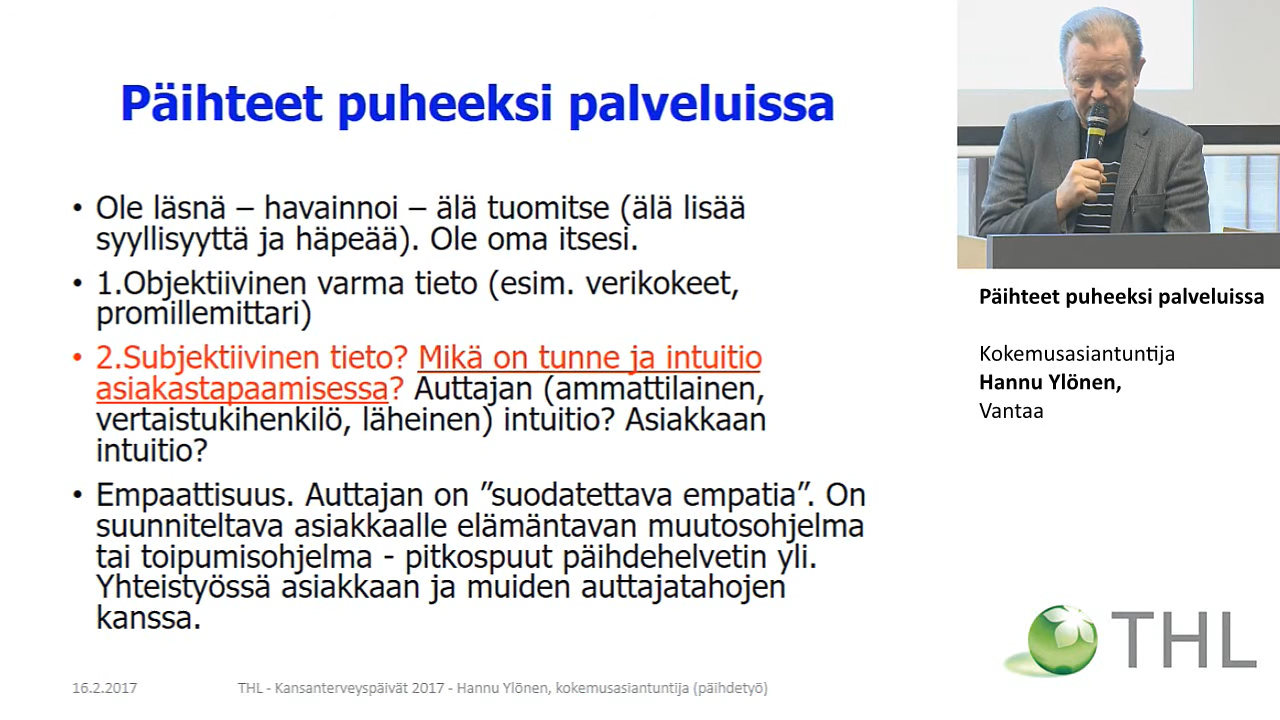 Päihteet puheeksi palveluissa
• Ole läsnä – havainnoi – älä tuomitse (älä lisää
syyllisyyttä ja häpeää). Ole oma itsesi.
• 1.Objektiivinen varma tieto (esim. verikokeet,
promillemittari)
• 2.Subjektiivinen tieto? Mikä on tunne ja intuitio
asiakastapaamisessa? Auttajan (ammattilainen,
vertaistukihenkilö, läheinen) intuitio? Asiakkaan
intuitio?
• Empaattisuus. Auttajan on ”suodatettava empatia”. On
suunniteltava asiakkaalle elämäntavan muutosohjelma
tai toipumisohjelma - pitkospuut päihdehelvetin yli.
Yhteistyössä asiakkaan ja muiden auttajatahojen
kanssa.
16.2.2017
THL - Kansanterveyspäivät 2017 - Hannu Ylönen, kokemusasiantuntija (päihdetyö)
Päihteet puheeksi palveluissa
Kokemusasiantuntija
Hannu Ylönen,
Vantaa
THL